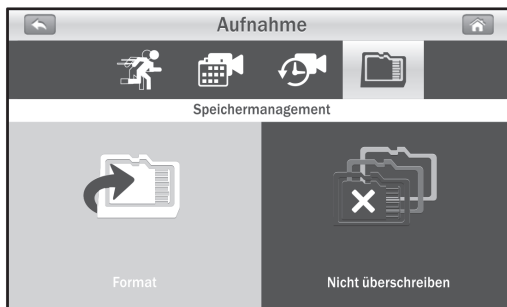 Aufnahme
Speichermanagement
Format
Nicht überschreiben